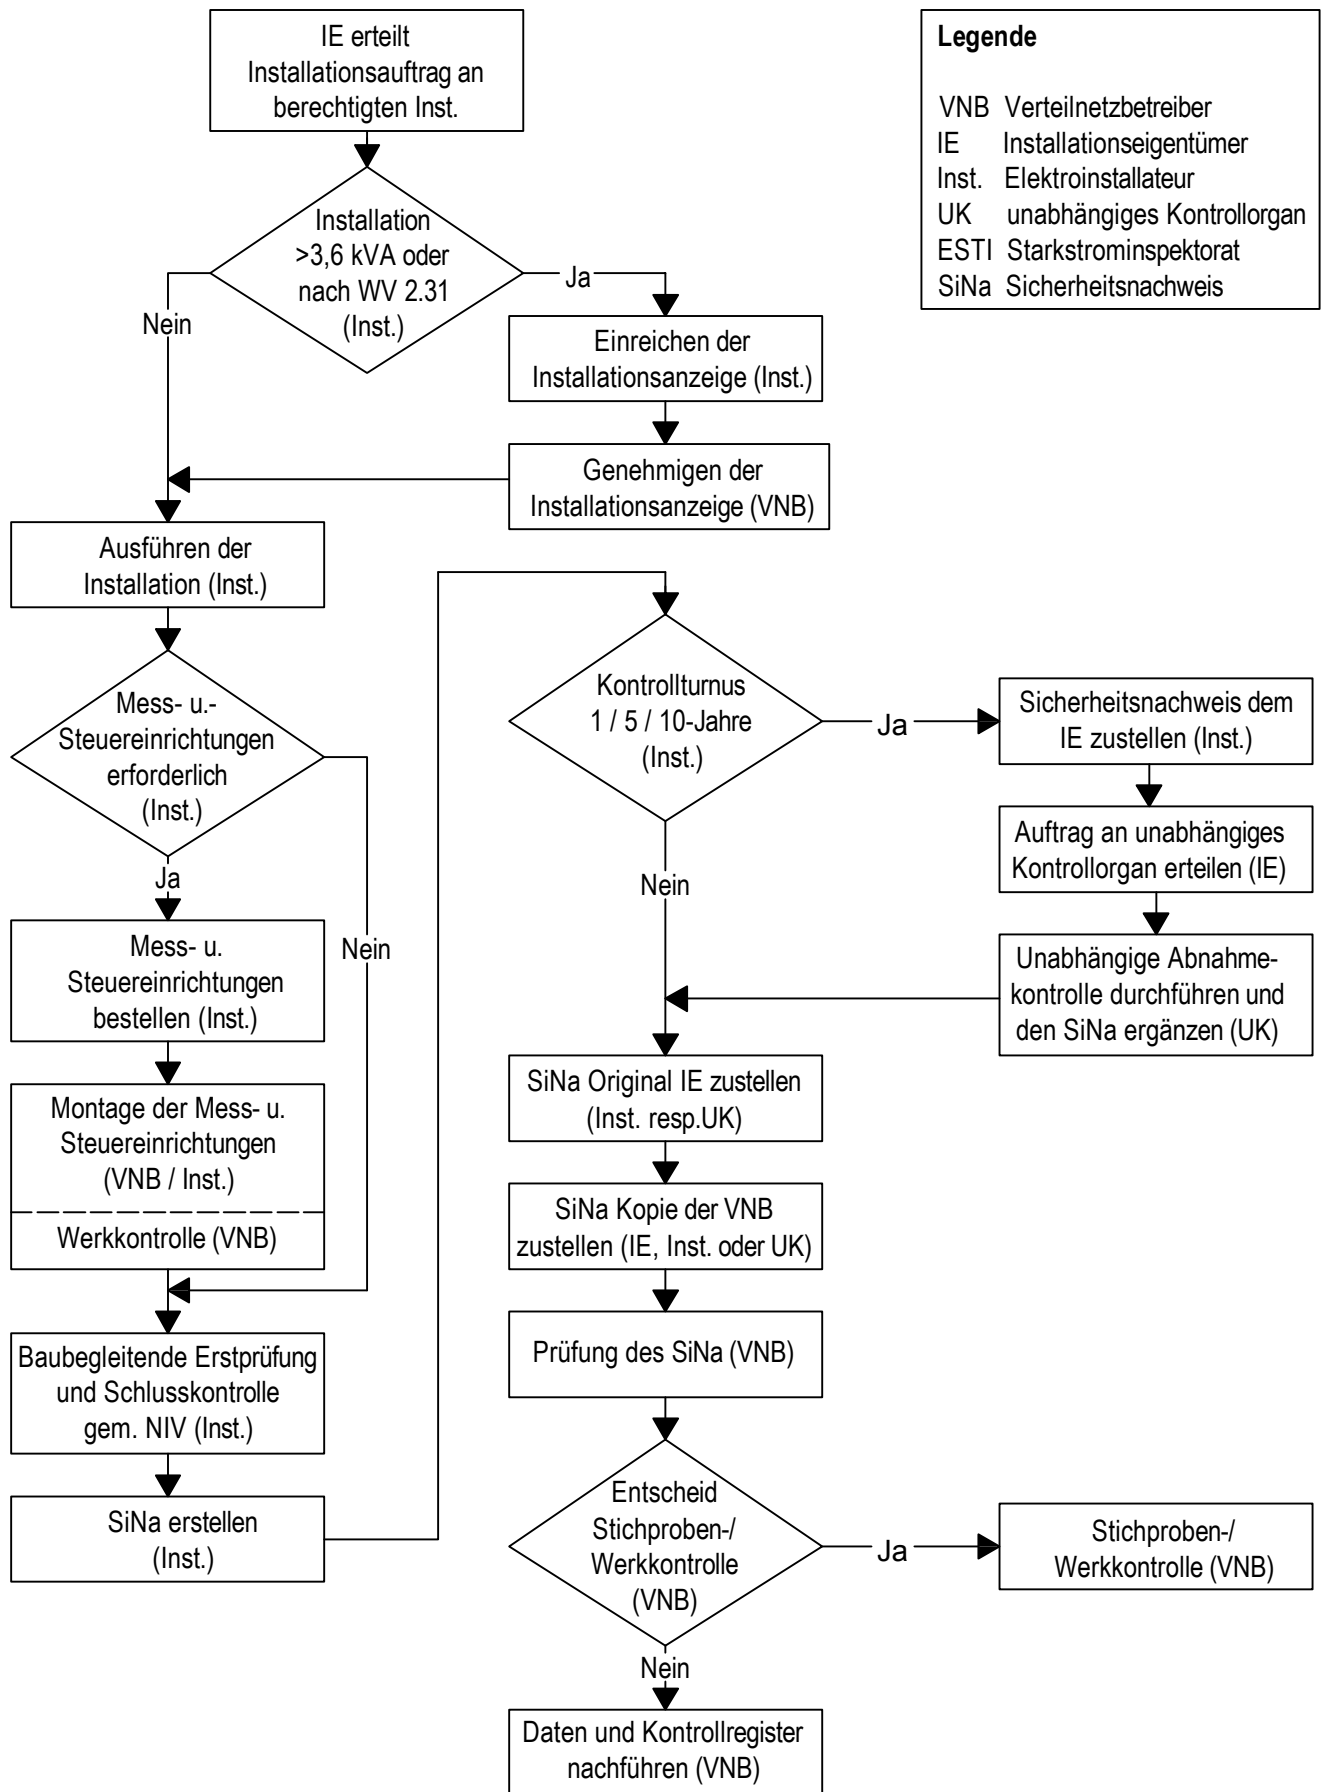 IE erteilt
Installationsauftrag an
berechtigten Inst.
Legende
VNB Verteilnetzbetreiber
IE Installationseigentümer
Inst. Elektroinstallateur
UK unabhängiges Kontrollorgan
ESTI Starkstrominspektorat
SiNa Sicherheitsnachweis
Installation
>3,6 kVA oder
nach WV 2.31
(Inst.)
Ja
Nein
Einreichen der
Installationsanzeige (Inst.)
Genehmigen der
Installationsanzeige (VNB)
Ausführen der
Installation (Inst.)
Mess- u.-
Steuereinrichtungen
erforderlich
(Inst.)
Ja
Nein
Mess- u.
Steuereinrichtungen
bestellen (Inst.)
Montage der Mess- u.
Steuereinrichtungen
(VNB / Inst.)
Werkkontrolle (VNB)
Baubegleitende Erstprüfung
und Schlusskontrolle
gem. NIV (Inst.)
SiNa erstellen
(Inst.)
Kontrollturnus
1 / 5 / 10-Jahre
(Inst.)
Ja
Nein
Sicherheitsnachweis dem
IE zustellen (Inst.)
Auftrag an unabhängiges
Kontrollorgan erteilen (IE)
Unabhängige Abnahme-
kontrolle durchführen und
den SiNa ergänzen (UK)
SiNa Original IE zustellen
(Inst. resp.UK)
SiNa Kopie der VNB
zustellen (IE, Inst. oder UK)
Prüfung des SiNa (VNB)
Entscheid
Stichproben-/
Werkkontrolle
(VNB)
Ja
Stichproben-/
Werkkontrolle (VNB)
Nein
Daten und Kontrollregister
nachführen (VNB)